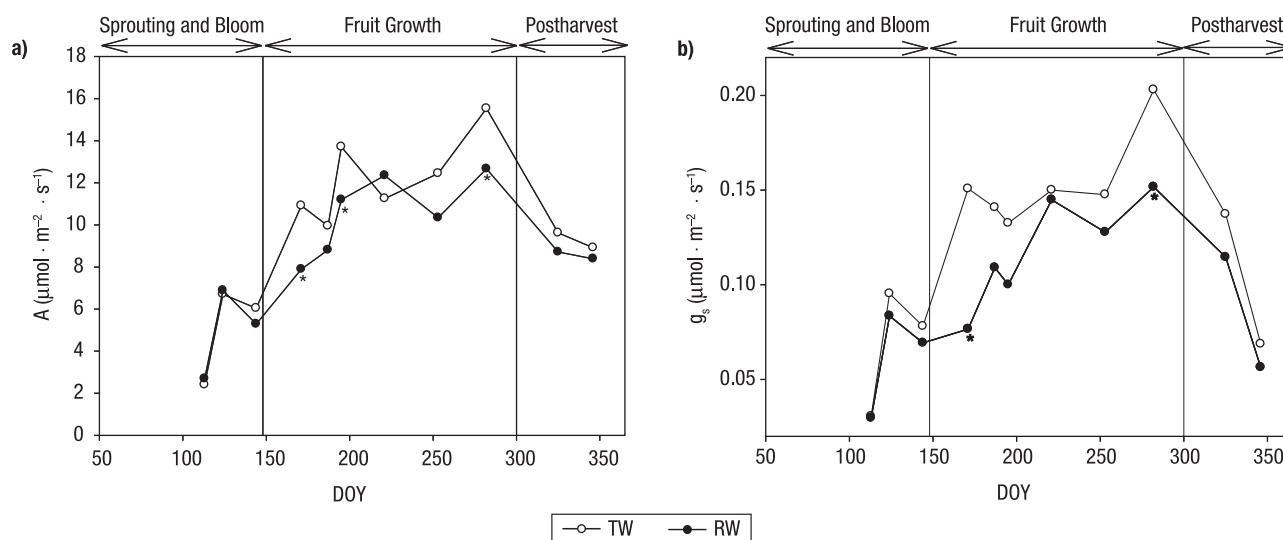 Sprouting and Bloom Fruit Growth Postharvest
a)
18
16
14
12
10
8
6
4
2
0
A (µmol · m⁻² · s⁻¹)
50 100 150 200 250 300 350
DOY
*
*
*
Sprouting and Bloom Fruit Growth Postharvest
b)
0.20
0.15
0.10
0.05
gₛ (µmol · m⁻² · s⁻¹)
50 100 150 200 250 300 350
DOY
*
*
TW RW